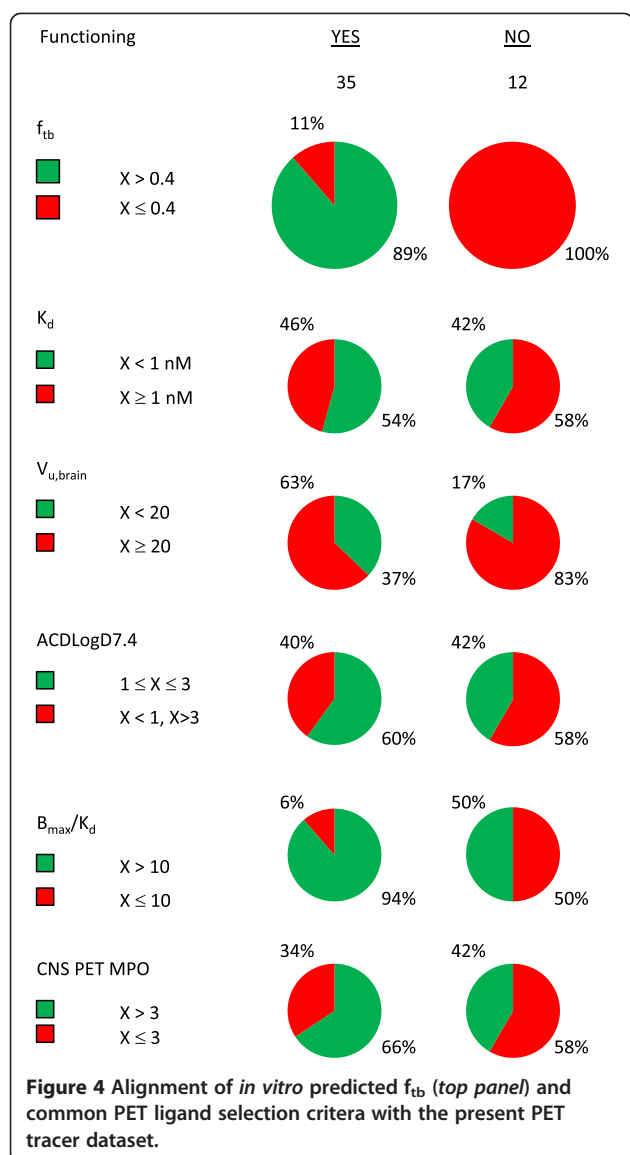 Functioning YES NO
35 12
f_tb
11%
X > 0.4
X ≤ 0.4
89% 100%
K_d
46% 42%
X < 1 nM
X ≥ 1 nM
54% 58%
V_u,brain
63% 17%
X < 20
X ≥ 20
37% 83%
ACDLogD7.4
40% 42%
1 ≤ X ≤ 3
X < 1, X>3
60% 58%
B_max/K_d
6% 50%
X > 10
X ≤ 10
94% 50%
CNS PET MPO
34% 42%
X > 3
X ≤ 3
66% 58%
Figure 4 Alignment of in vitro predicted f_tb (top panel) and
common PET ligand selection critera with the present PET
tracer dataset.